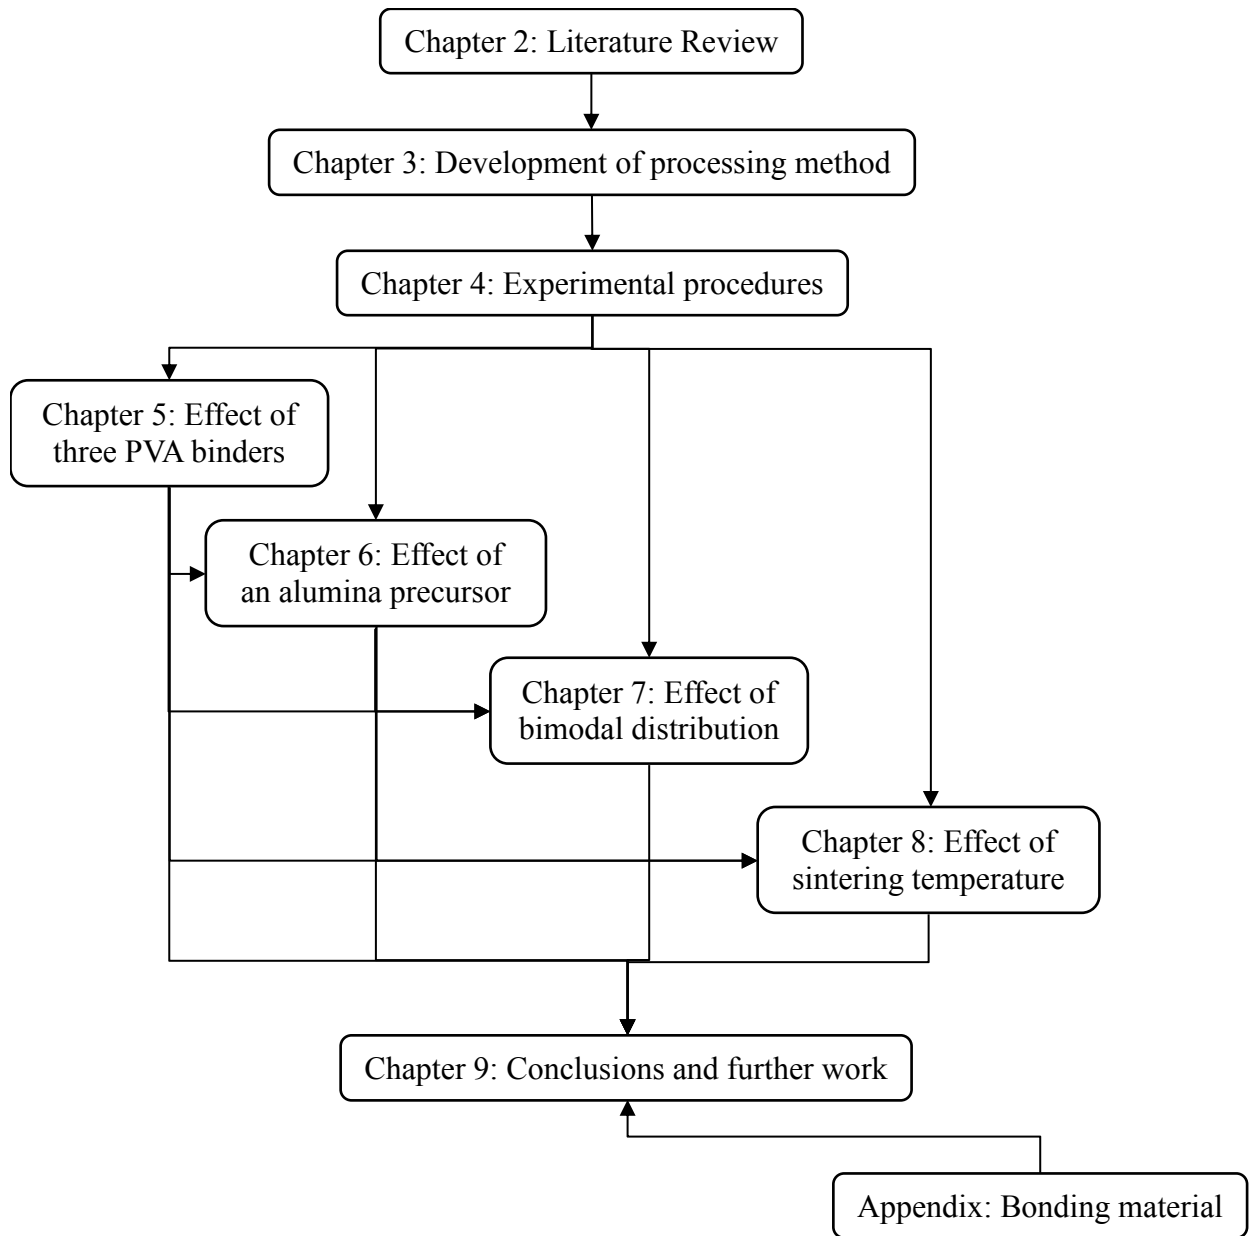 Chapter 2: Literature Review
Chapter 3: Development of processing method
Chapter 4: Experimental procedures
Chapter 5: Effect of
three PVA binders
Chapter 6: Effect of
an alumina precursor
Chapter 7: Effect of
bimodal distribution
Chapter 8: Effect of
sintering temperature
Chapter 9: Conclusions and further work
Appendix: Bonding material